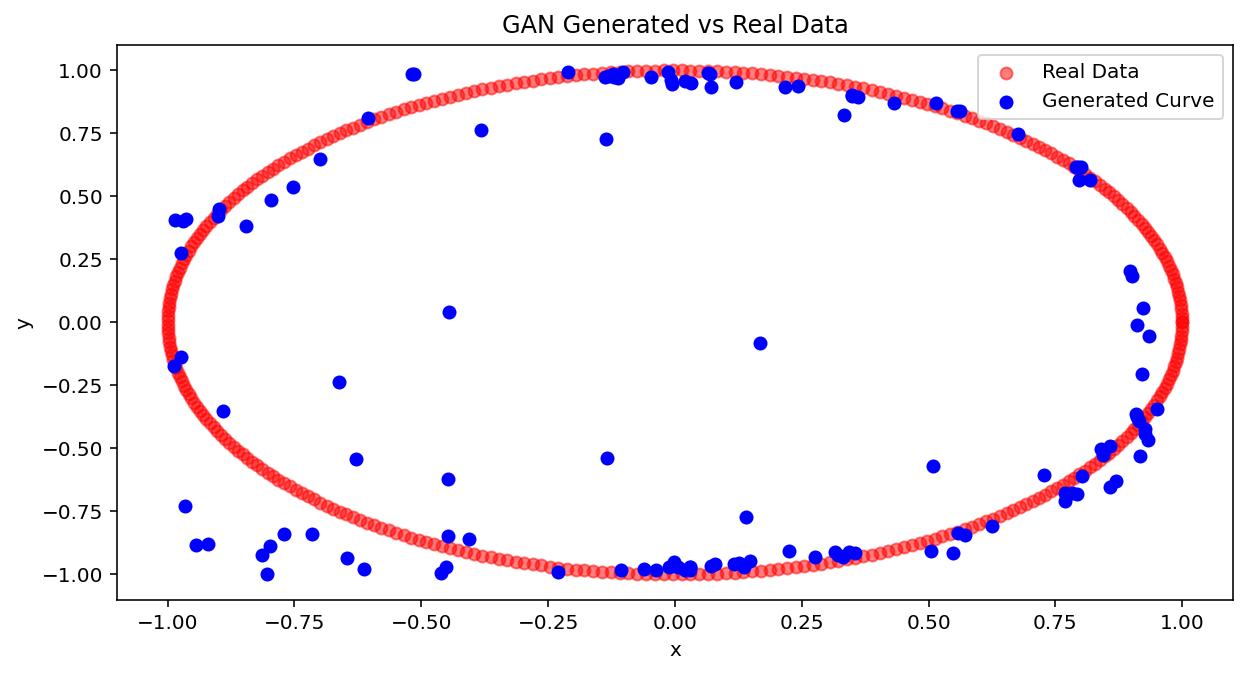 GAN Generated vs Real Data
Real Data
Generated Curve
1.00
0.75
0.50
0.25
0.00
−0.25
−0.50
−0.75
−1.00
y
−1.00 −0.75 −0.50 −0.25 0.00 0.25 0.50 0.75 1.00
x